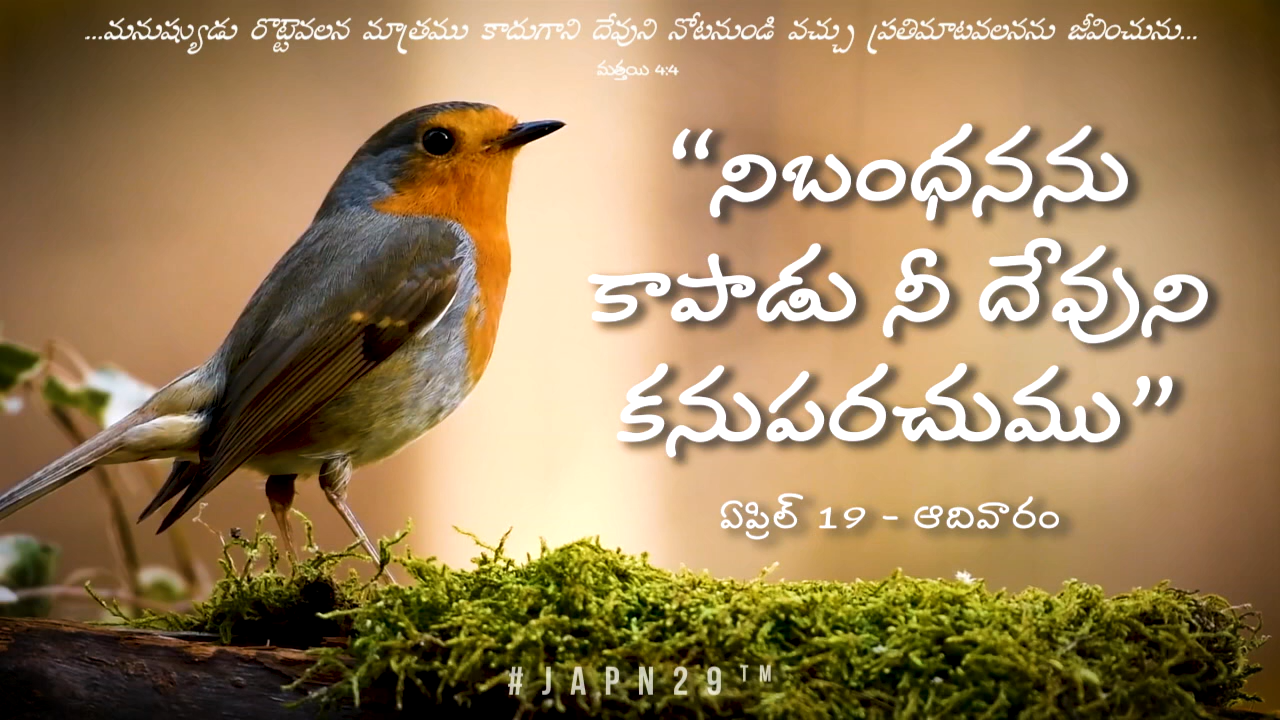 ...మనుష్యుడు రొట్టెవలన మాత్రము కాదుగాని దేవుని నోటనుండి వచ్చు ప్రతిమాటవలనను జీవించును...
మత్తయి 4:4
“నిబంధనను
కాపాడు నీ దేవుని
కనుపరచుము”
ఏప్రిల్ 19 - ఆదివారం
#JAPN29™